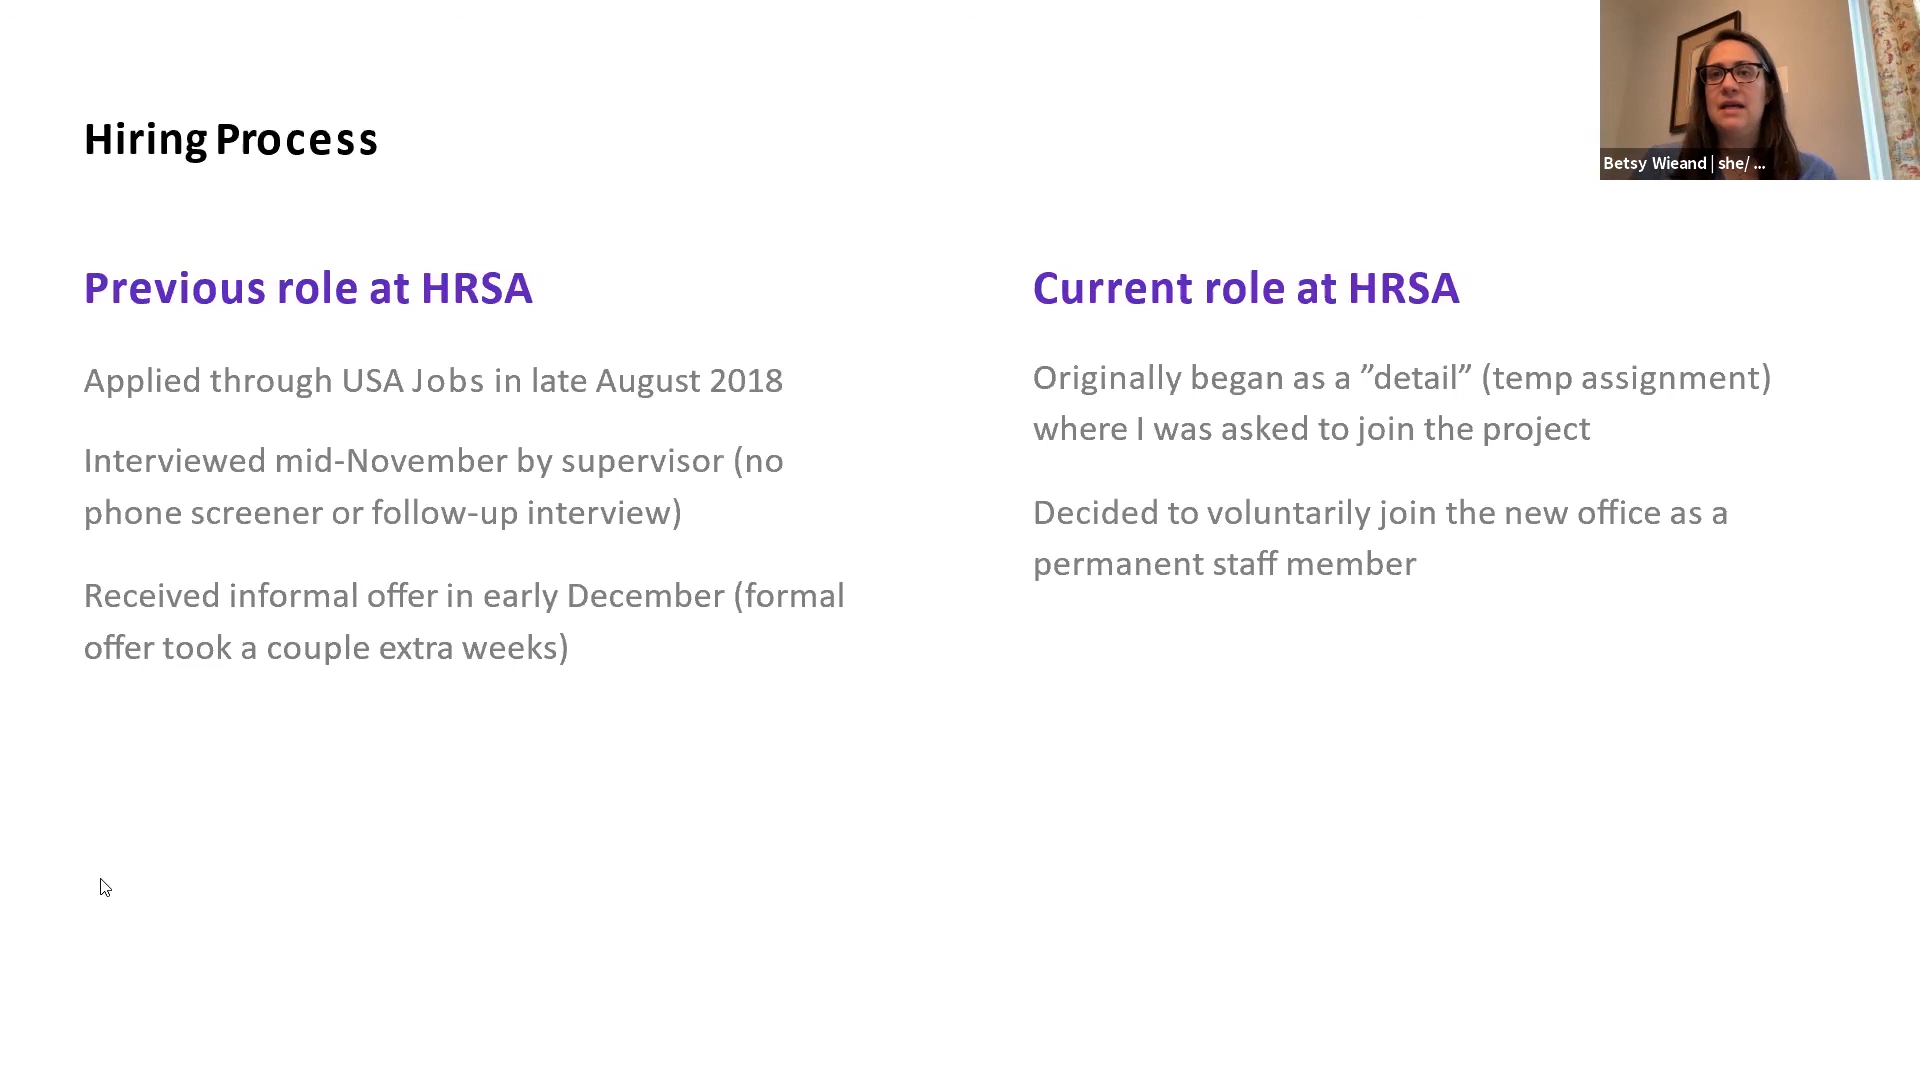 Hiring Process
Betsy Wieand | she/ ...
Previous role at HRSA
Applied through USA Jobs in late August 2018
Interviewed mid-November by supervisor (no
phone screener or follow-up interview)
Received informal offer in early December (formal
offer took a couple extra weeks)
Current role at HRSA
Originally began as a ”detail” (temp assignment)
where I was asked to join the project
Decided to voluntarily join the new office as a
permanent staff member